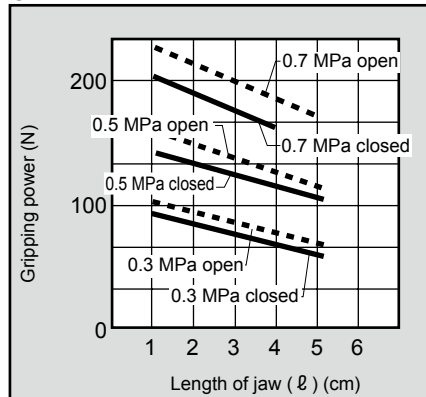 Gripping power (N)
200
100
0
0.7 MPa open
0.5 MPa open
0.7 MPa closed
0.5 MPa closed
0.3 MPa open
0.3 MPa closed
1 2 3 4 5 6
Length of jaw ( ℓ ) (cm)